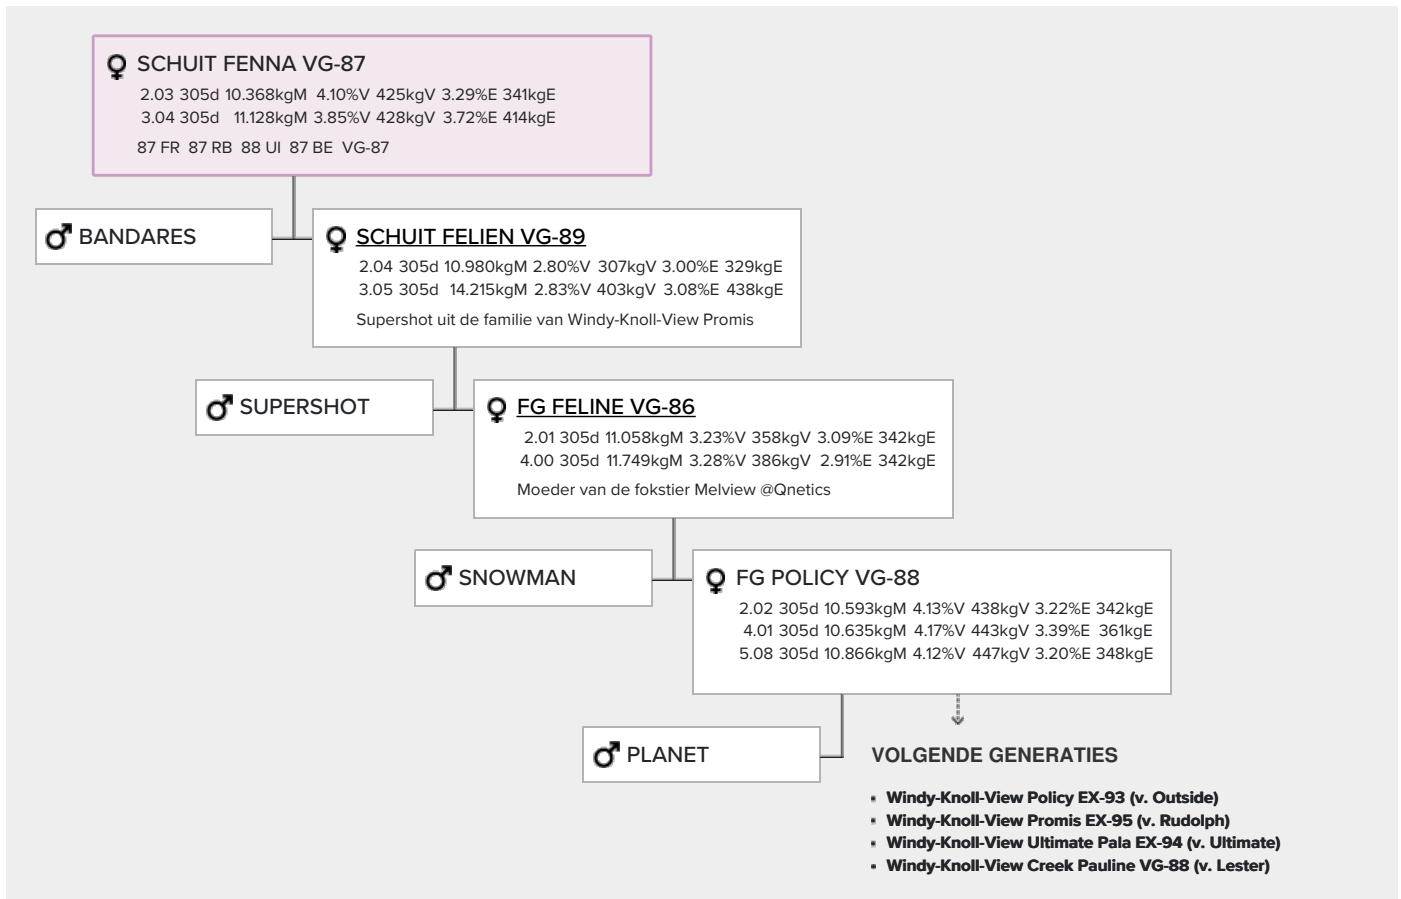 SCHUIT FENNA VG-87
2.03 305d 10.368kgM 4.10%V 425kgV 3.29%E 341kgE
3.04 305d 11.128kgM 3.85%V 428kgV 3.72%E 414kgE
87 FR 87 RB 88 UI 87 BE VG-87
BANDARES
SCHUIT FELIEN VG-89
2.04 305d 10.980kgM 2.80%V 307kgV 3.00%E 329kgE
3.05 305d 14.215kgM 2.83%V 403kgV 3.08%E 438kgE
Supershot uit de familie van Windy-Knoll-View Promis
SUPERSHOT
FG FELINE VG-86
2.01 305d 11.058kgM 3.23%V 358kgV 3.09%E 342kgE
4.00 305d 11.749kgM 3.28%V 386kgV 2.91%E 342kgE
Moeder van de fokstier Melview @Qnetics
SNOWMAN
FG POLICY VG-88
2.02 305d 10.593kgM 4.13%V 438kgV 3.22%E 342kgE
4.01 305d 10.635kgM 4.17%V 443kgV 3.39%E 361kgE
5.08 305d 10.866kgM 4.12%V 447kgV 3.20%E 348kgE
PLANET
VOLGENDE GENERATIES
▪ Windy-Knoll-View Policy EX-93 (v. Outside)
▪ Windy-Knoll-View Promis EX-95 (v. Rudolph)
▪ Windy-Knoll-View Ultimate Pala EX-94 (v. Ultimate)
▪ Windy-Knoll-View Creek Pauline VG-88 (v. Lester)